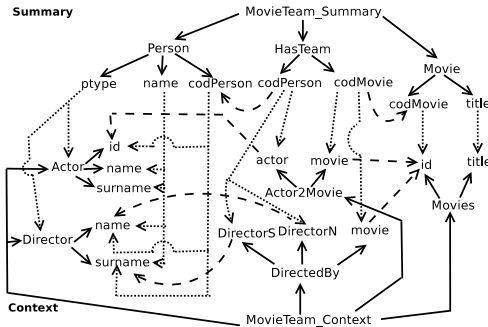 Summary
MovieTeam_Summary
Person
HasTeam
Movie
ptype name codPerson codPerson codMovie
codMovie title
id
actor movie id title
Actor name
surname
Actor2Movie
Movies
name
Director DirectorS DirectorN movie
surname
DirectedBy
Context
MovieTeam_Context